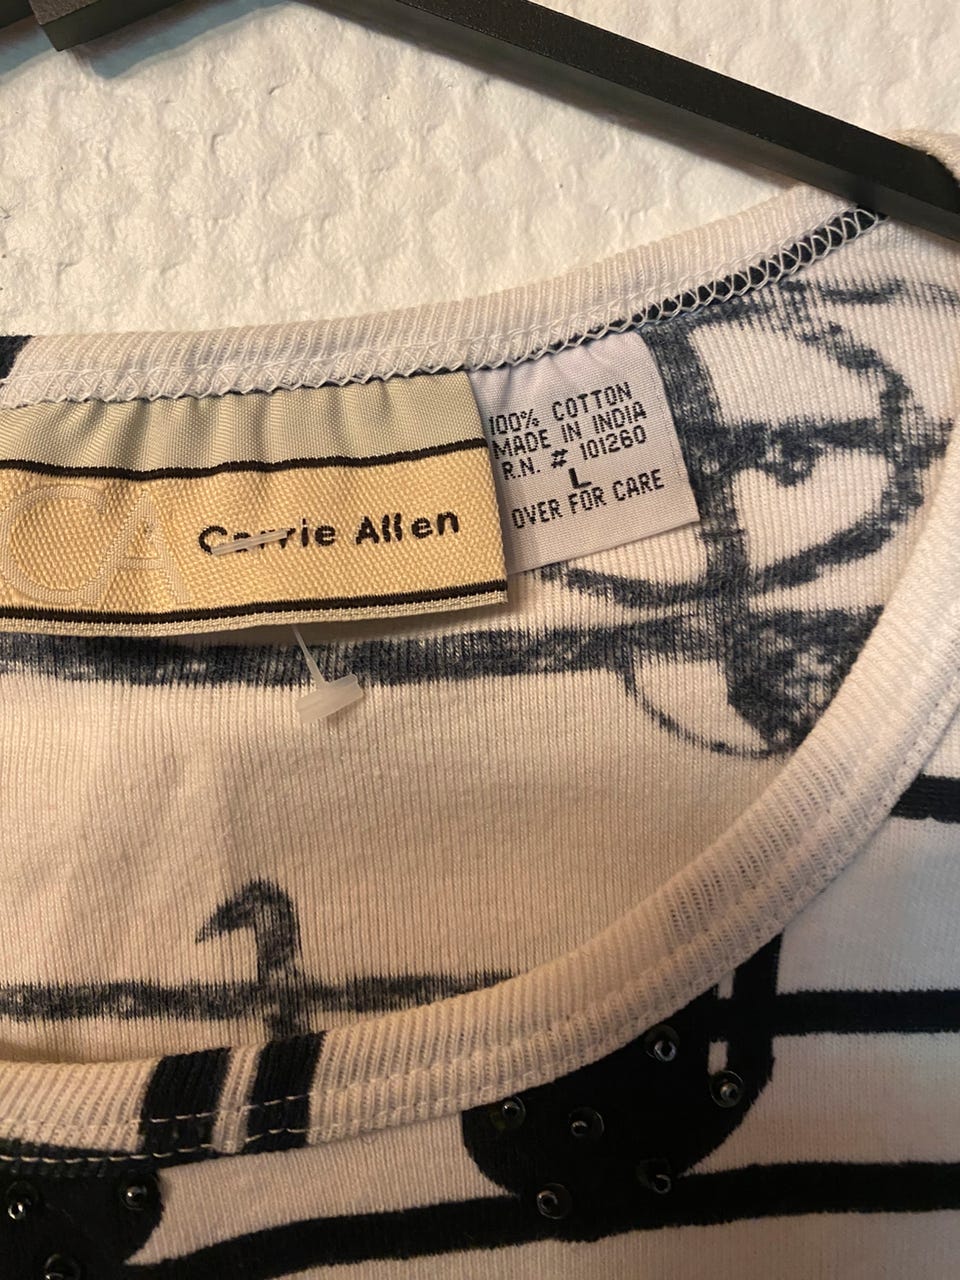 CA Carrie Allen
100% COTTON
MADE IN INDIA
R.N. # 101260
L
OVER FOR CARE